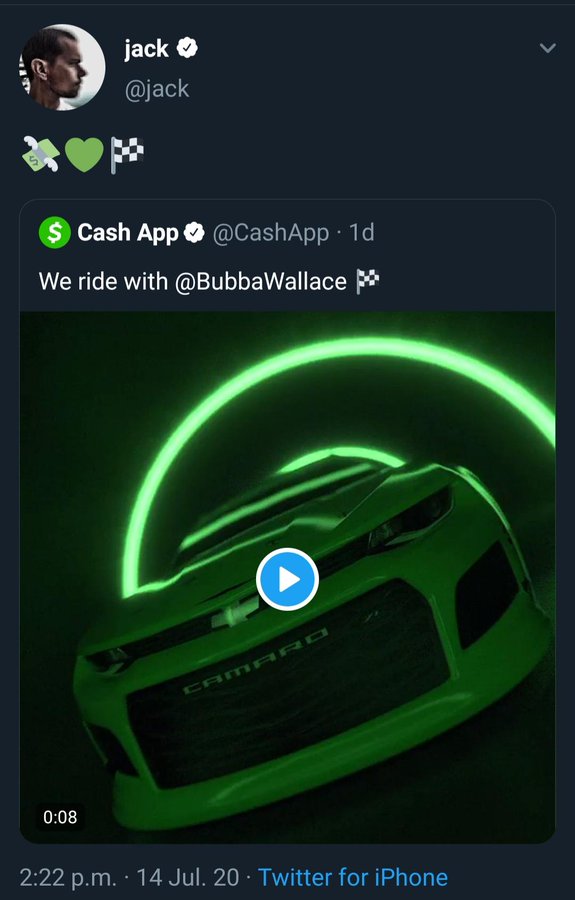 jack
@jack
💸💚🏁
Cash App @CashApp · 1d
We ride with @BubbaWallace 🏁
CAMARO
0:08
2:22 p.m. · 14 Jul. 20 · Twitter for iPhone